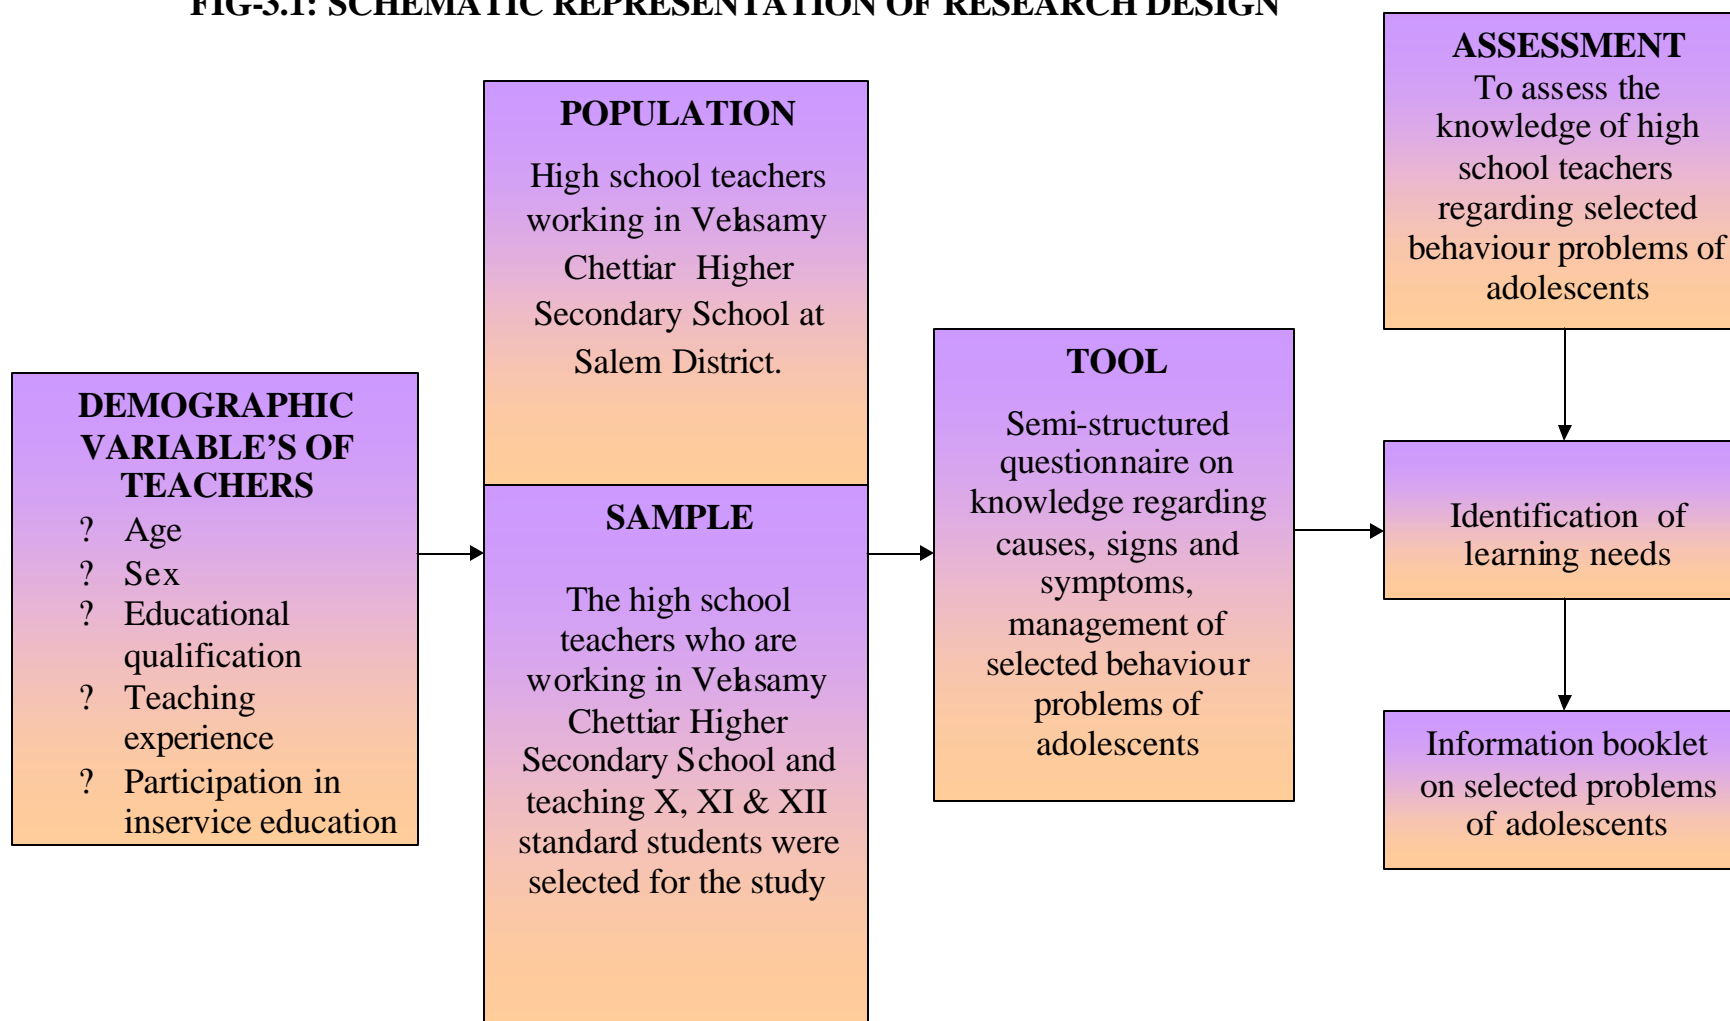 FIG-3.1: SCHEMATIC REPRESENTATION OF RESEARCH DESIGN
DEMOGRAPHIC
VARIABLE’S OF
TEACHERS
? Age
? Sex
? Educational
qualification
? Teaching
experience
? Participation in
inservice education
POPULATION
High school teachers
working in Velasamy
Chettiar Higher
Secondary School at
Salem District.
SAMPLE
The high school
teachers who are
working in Velasamy
Chettiar Higher
Secondary School and
teaching X, XI & XII
standard students were
selected for the study
TOOL
Semi-structured
questionnaire on
knowledge regarding
causes, signs and
symptoms,
management of
selected behaviour
problems of
adolescents
ASSESSMENT
To assess the
knowledge of high
school teachers
regarding selected
behaviour problems of
adolescents
Identification of
learning needs
Information booklet
on selected problems
of adolescents